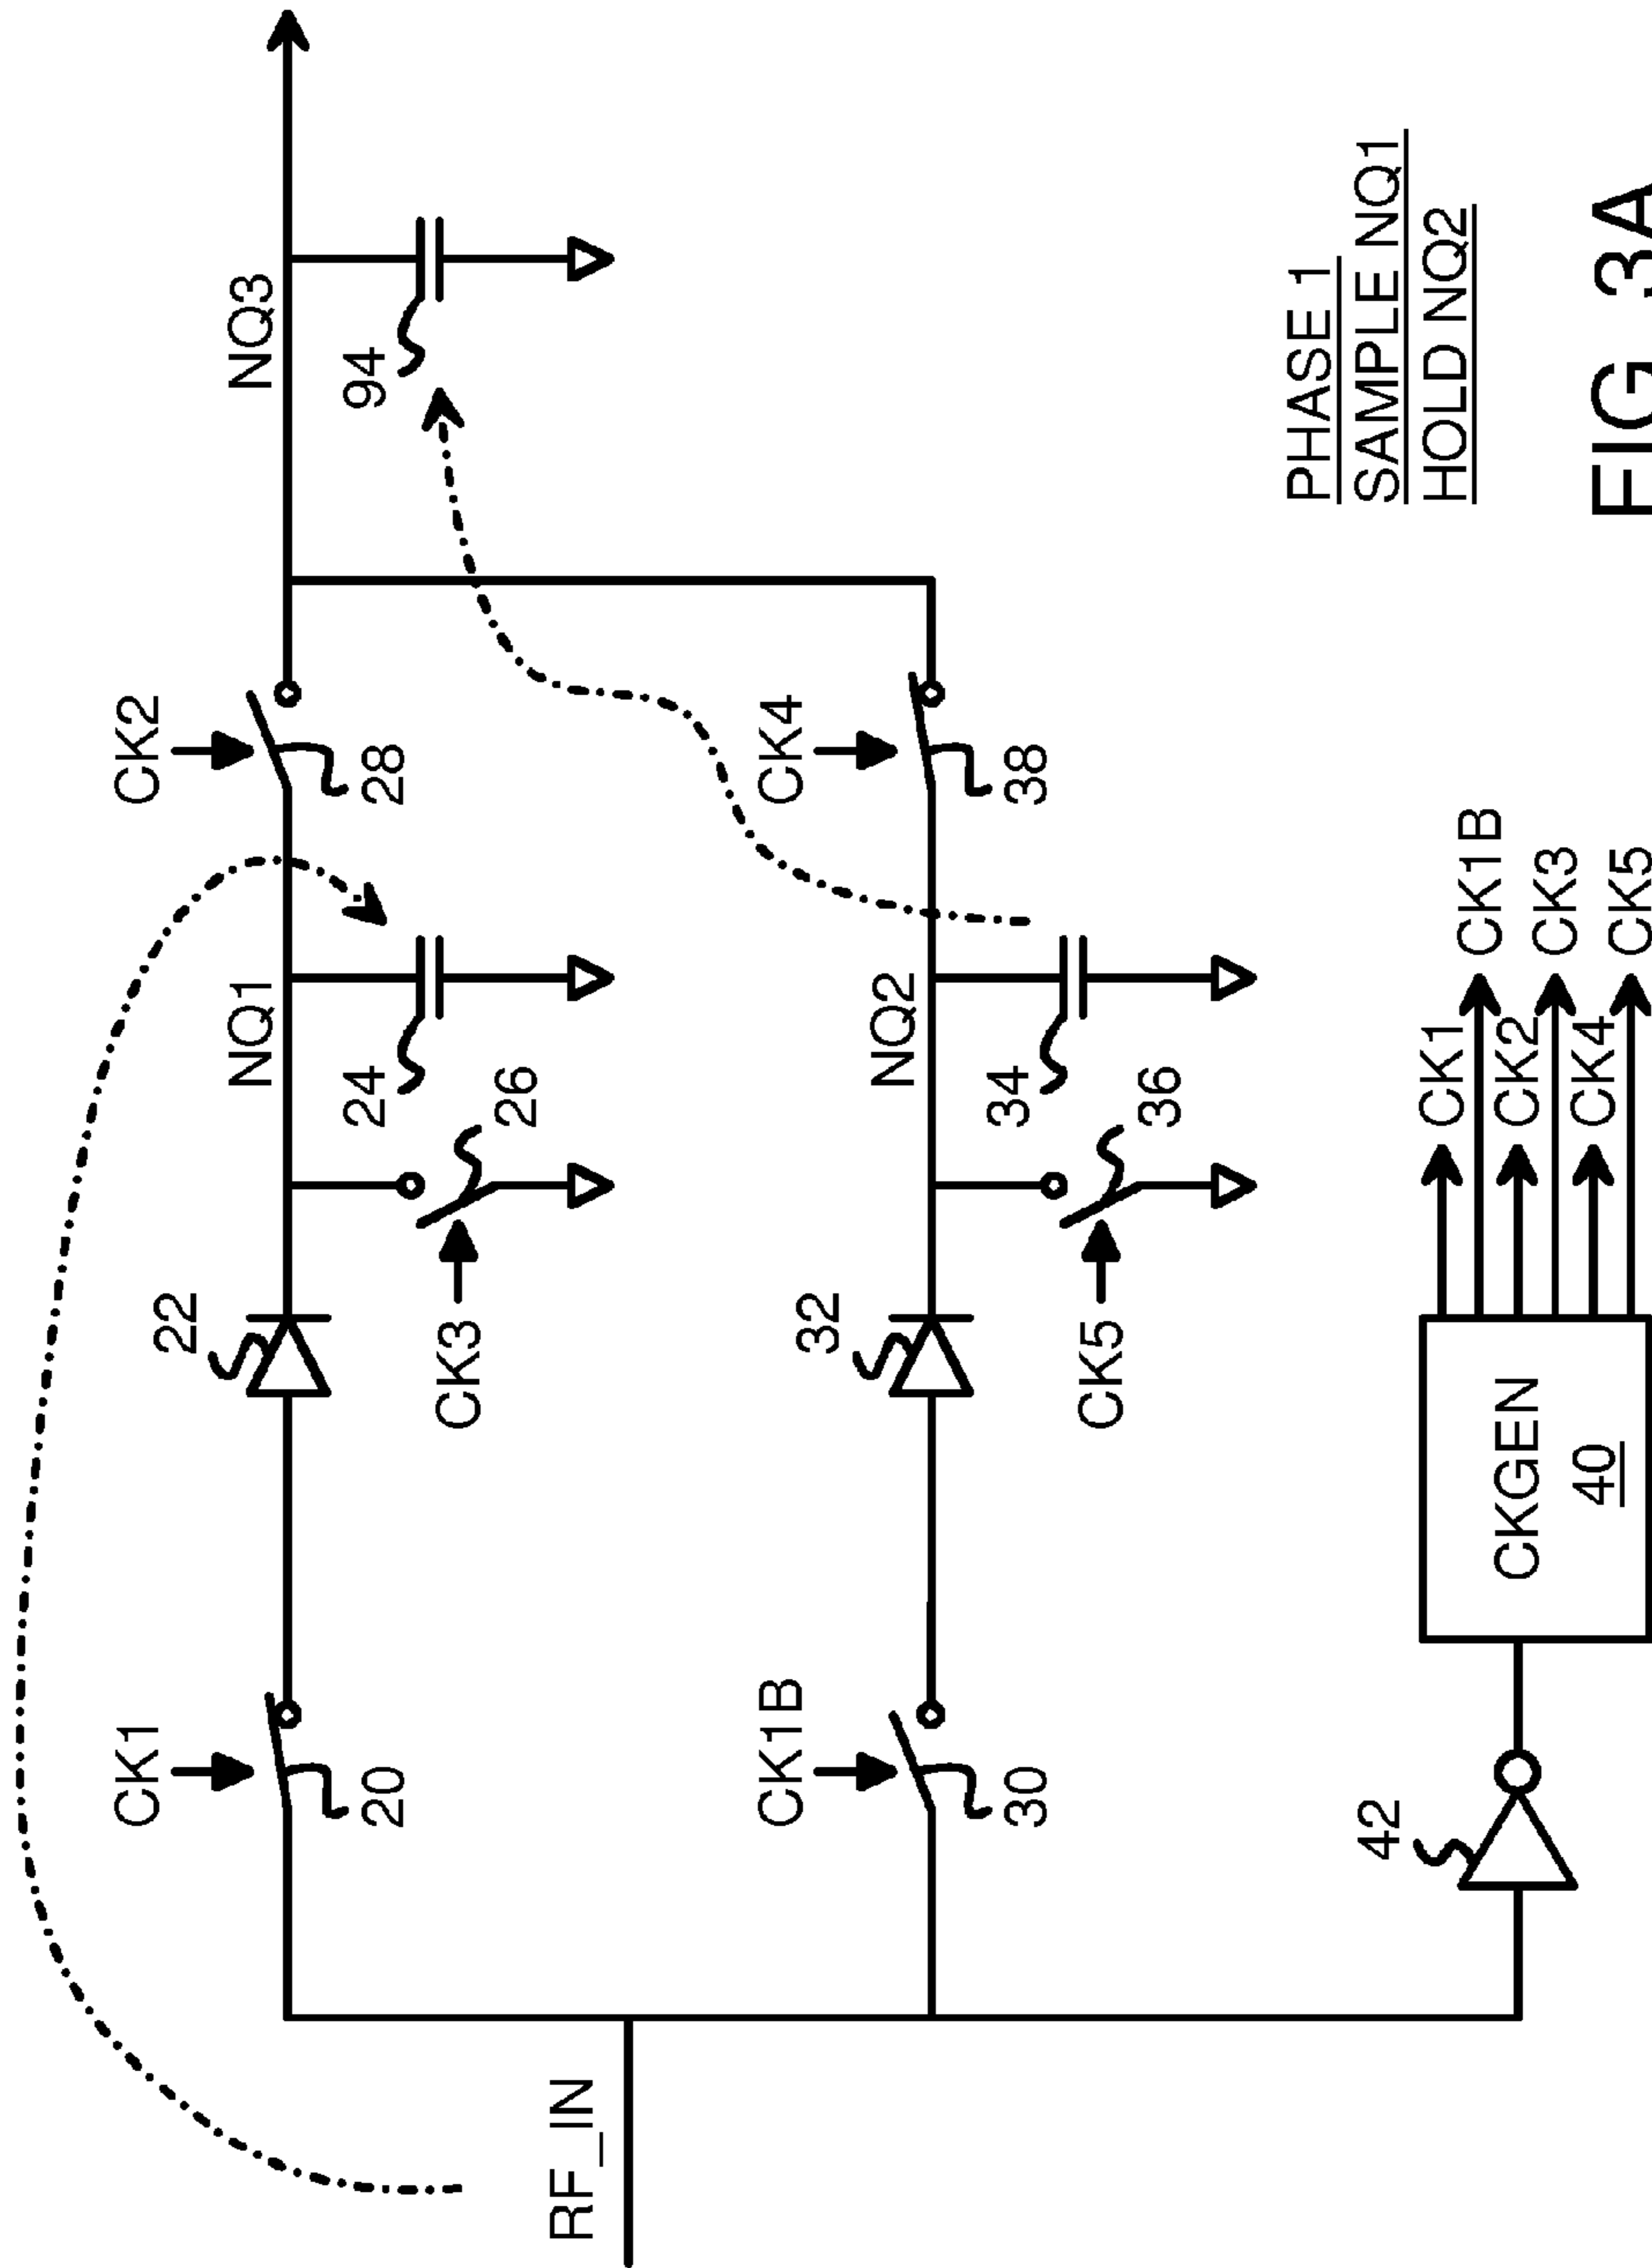 CK1
CK2
22
NQ1
NQ3
20
24
28
94
CK3
26
RF_IN
CK1B
CK4
32
NQ2
30
34
38
CK5
36
PHASE 1
SAMPLE NQ1
HOLD NQ2
42
CKGEN
40
CK1
CK1B
CK2
CK3
CK4
CK5
FIG 3A